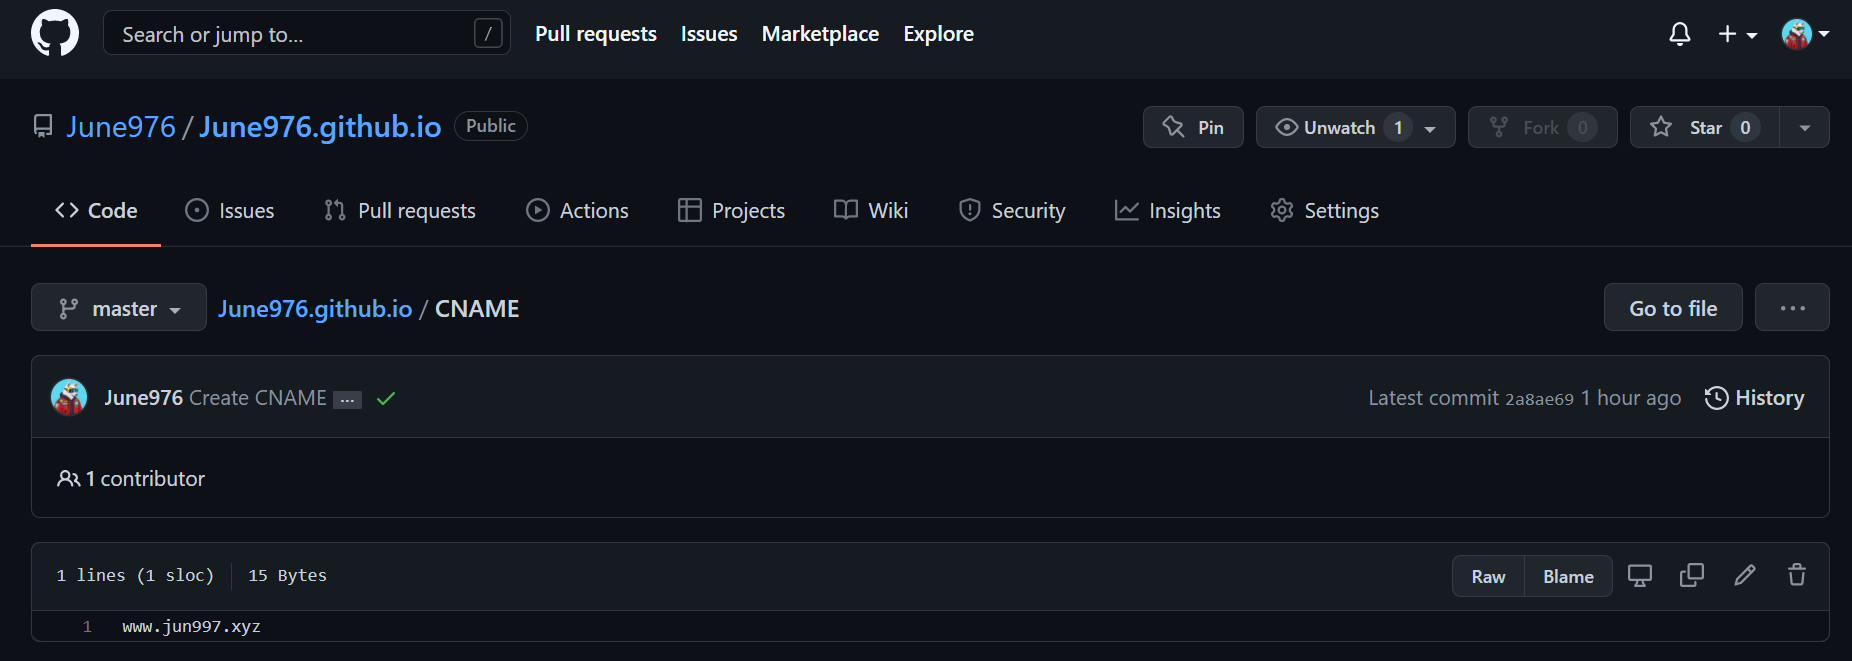 Search or jump to... /
Pull requests Issues Marketplace Explore
June976 / June976.github.io Public
Pin Unwatch 1 Fork 0 Star 0
Code Issues Pull requests Actions Projects Wiki Security Insights Settings
master June976.github.io / CNAME Go to file ...
June976 Create CNAME ... Latest commit 2a8ae69 1 hour ago History
1 contributor
1 lines (1 sloc) 15 Bytes Raw Blame
1 www.jun997.xyz